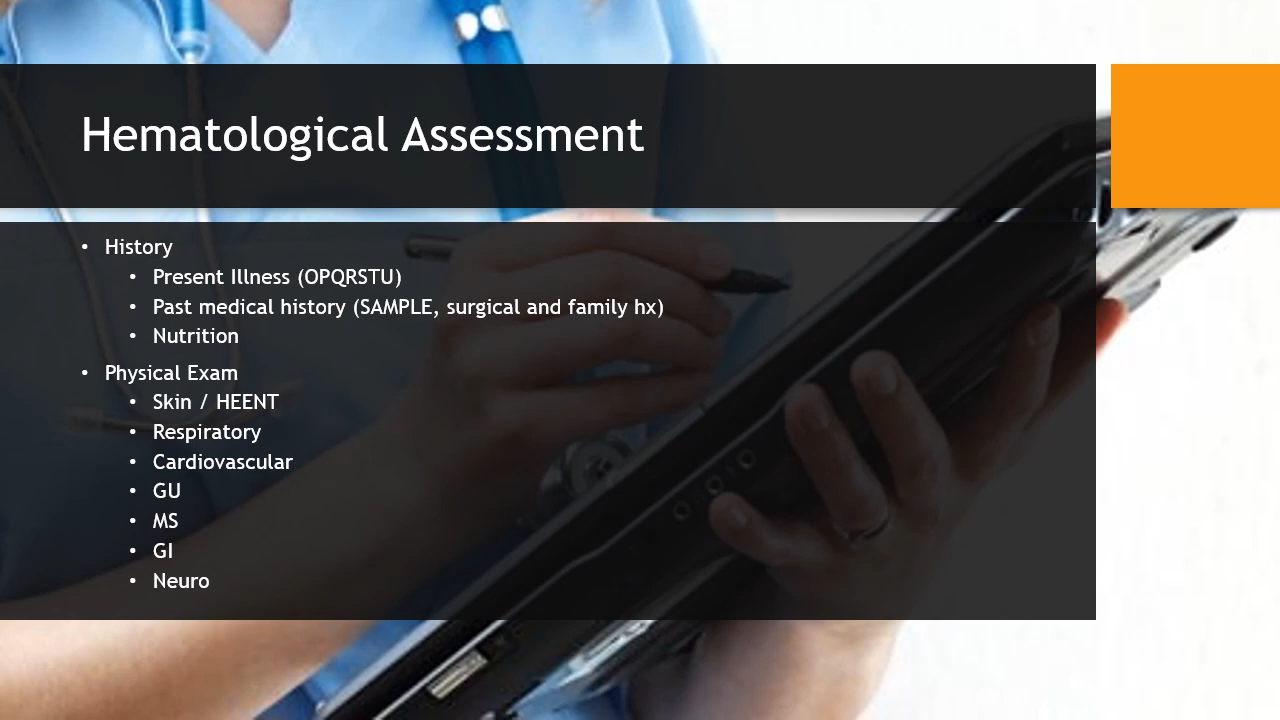 Hematological Assessment
• History
• Present Illness (OPQRSTU)
• Past medical history (SAMPLE, surgical and family hx)
• Nutrition
• Physical Exam
• Skin / HEENT
• Respiratory
• Cardiovascular
• GU
• MS
• GI
• Neuro